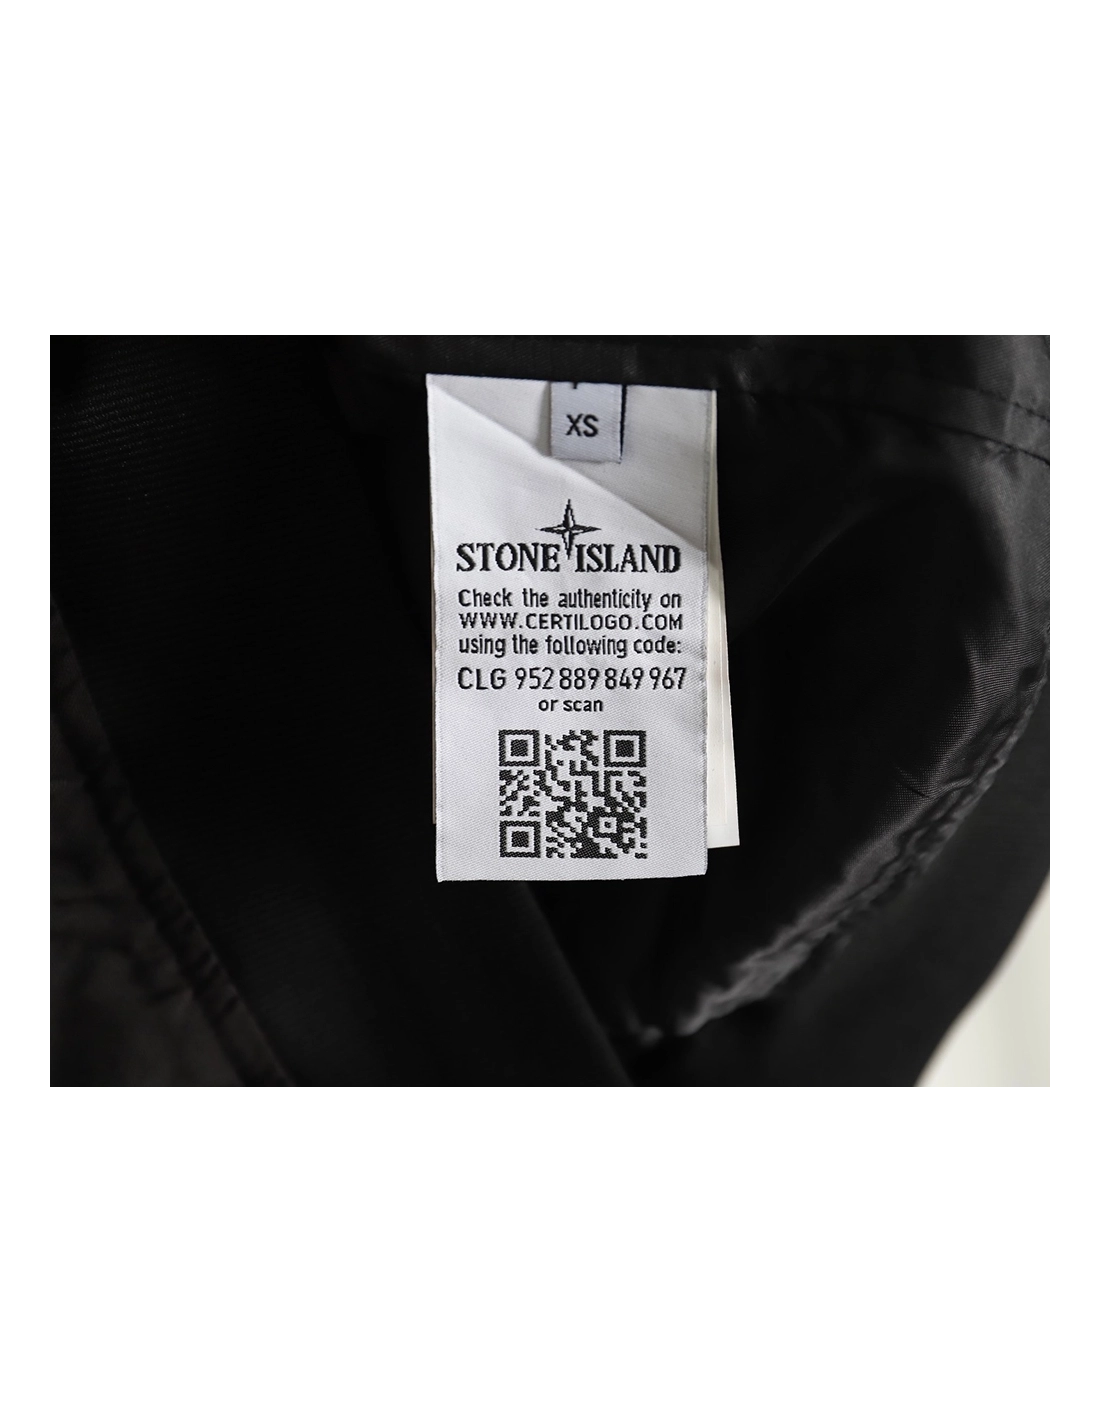 XS
STONE ISLAND
Check the authenticity on
WWW.CERTILOGO.COM
using the following code:
CLG 952 889 849 967
or scan